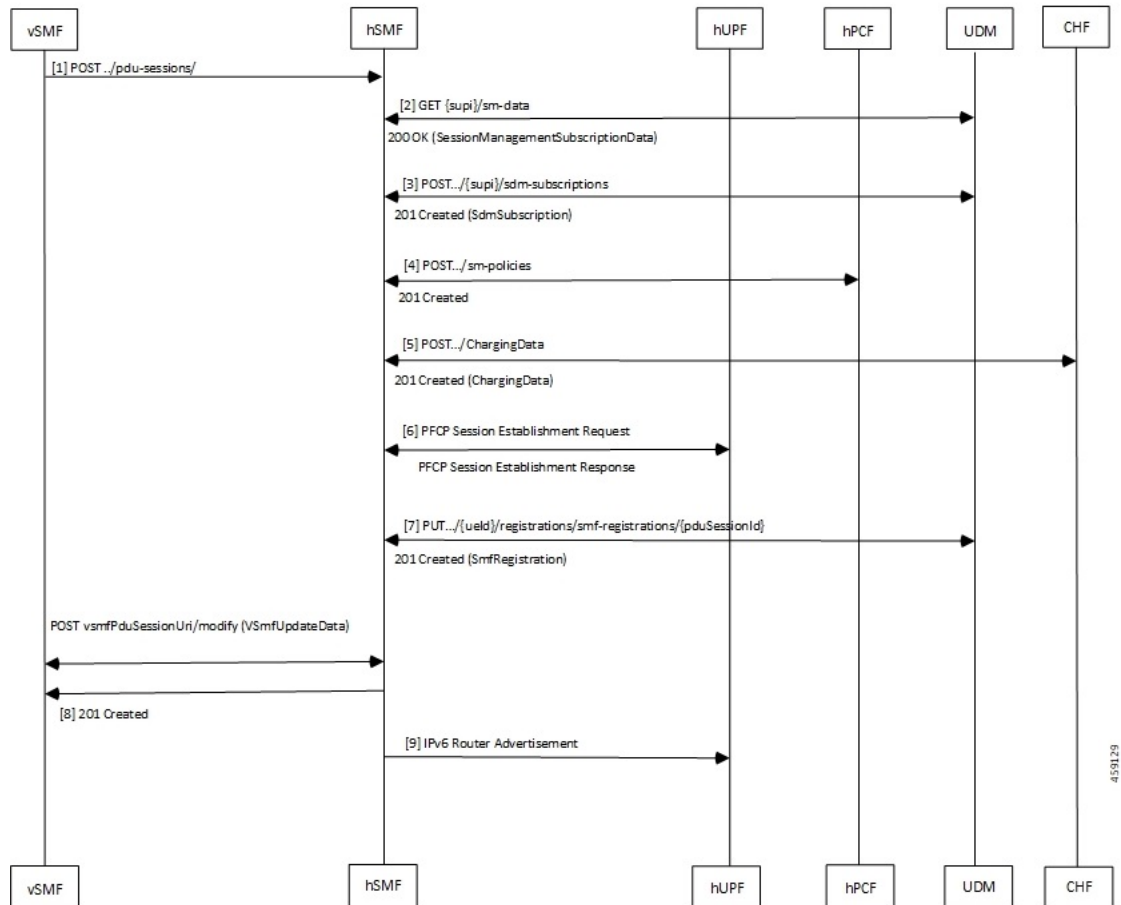 vSMF
hSMF
hUPF
hPCF
UDM
CHF
[1] POST ../pdu-sessions/
[2] GET {supi}/sm-data
200 OK (SessionManagementSubscriptionData)
[3] POST.../{supi}/sdm-subscriptions
201 Created (SdmSubscription)
[4] POST.../sm-policies
201 Created
[5] POST.../ChargingData
201 Created (ChargingData)
[6] PFCP Session Establishment Request
PFCP Session Establishment Response
[7] PUT.../{ueId}/registrations/smf-registrations/{pduSessionId}
201 Created (SmfRegistration)
POST vsmfPduSessionUri/modify (VSmfUpdateData)
[8] 201 Created
[9] IPv6 Router Advertisement
459129
vSMF
hSMF
hUPF
hPCF
UDM
CHF